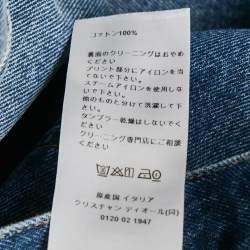 コットン100%
裏面のクリーニングはおやめ
ください
プリント部分にアイロンを当て
ないで下さい。
スチームアイロンを使用しな
いで下さい。
他のものと分けて洗濯して下
さい。
タンブラー乾燥はしないでくだ
さい
クリーニング専門店にご相談
ください
原産国 イタリア
クリスチャン ディオール(同)
0120 02 1947